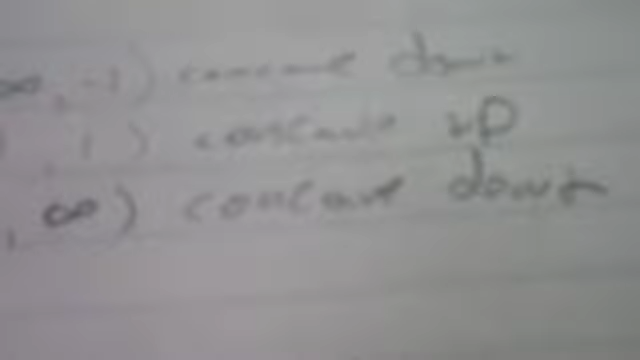 ∞, -1) concave down
, 1) concave up
, ∞) concave down